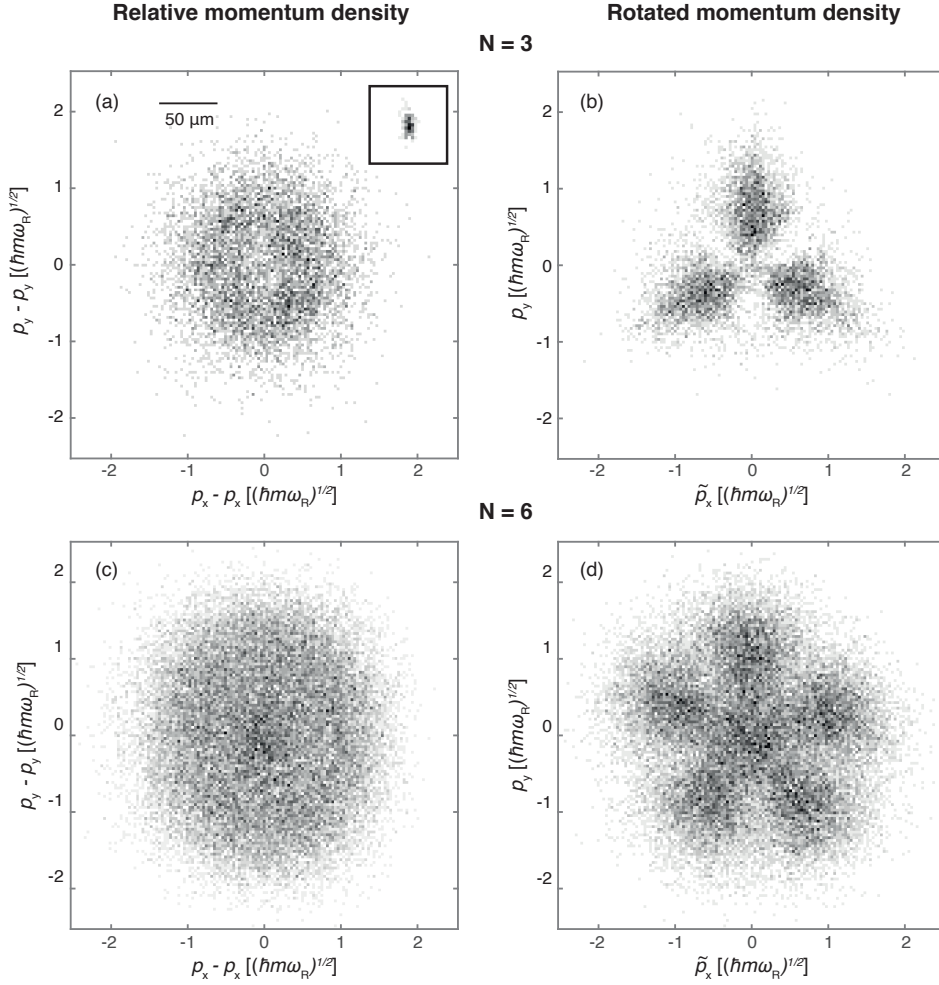 Relative momentum density
Rotated momentum density
N = 3
(a)
50 μm
2
1
0
-1
-2
-2
-1
0
1
2
p_y - p_y [(ħmω_R)^1/2]
p_x - p_x [(ħmω_R)^1/2]
(b)
2
1
0
-1
-2
-2
-1
0
1
2
p_y [(ħmω_R)^1/2]
p̃_x [(ħmω_R)^1/2]
N = 6
(c)
2
1
0
-1
-2
-2
-1
0
1
2
p_y - p_y [(ħmω_R)^1/2]
p_x - p_x [(ħmω_R)^1/2]
(d)
2
1
0
-1
-2
-2
-1
0
1
2
p_y [(ħmω_R)^1/2]
p̃_x [(ħmω_R)^1/2]